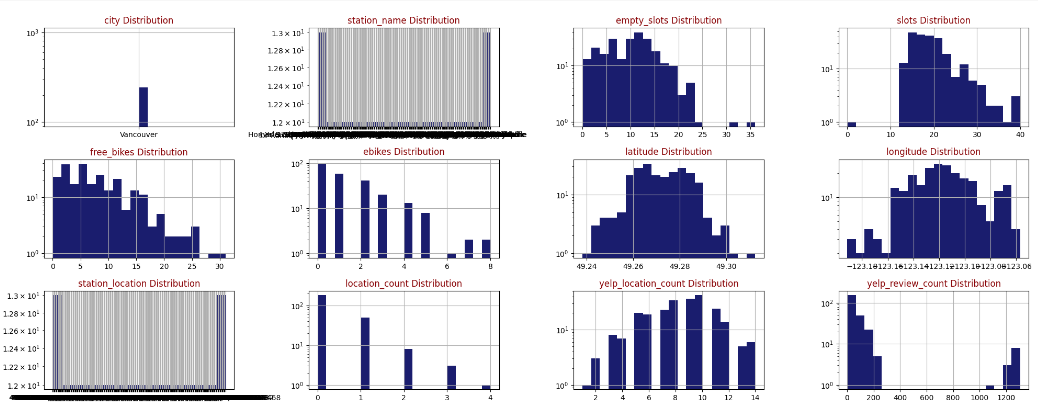 city Distribution
10³
10²
Vancouver
station_name Distribution
1.3 × 10¹
1.28 × 10¹
1.26 × 10¹
1.24 × 10¹
1.22 × 10¹
1.2 × 10¹
empty_slots Distribution
10¹
10⁰
0 5 10 15 20 25 30 35
slots Distribution
10¹
10⁰
0 10 20 30 40
free_bikes Distribution
10¹
10⁰
0 5 10 15 20 25 30
ebikes Distribution
10²
10¹
10⁰
0 2 4 6 8
latitude Distribution
10¹
10⁰
49.24 49.26 49.28 49.30
longitude Distribution
10¹
station_location Distribution
1.3 × 10¹
1.28 × 10¹
1.26 × 10¹
1.24 × 10¹
1.22 × 10¹
1.2 × 10¹
location_count Distribution
10²
10¹
10⁰
0 1 2 3 4
yelp_location_count Distribution
10¹
10⁰
2 4 6 8 10 12 14
yelp_review_count Distribution
10²
10¹
10⁰
0 200 400 600 800 1000 1200